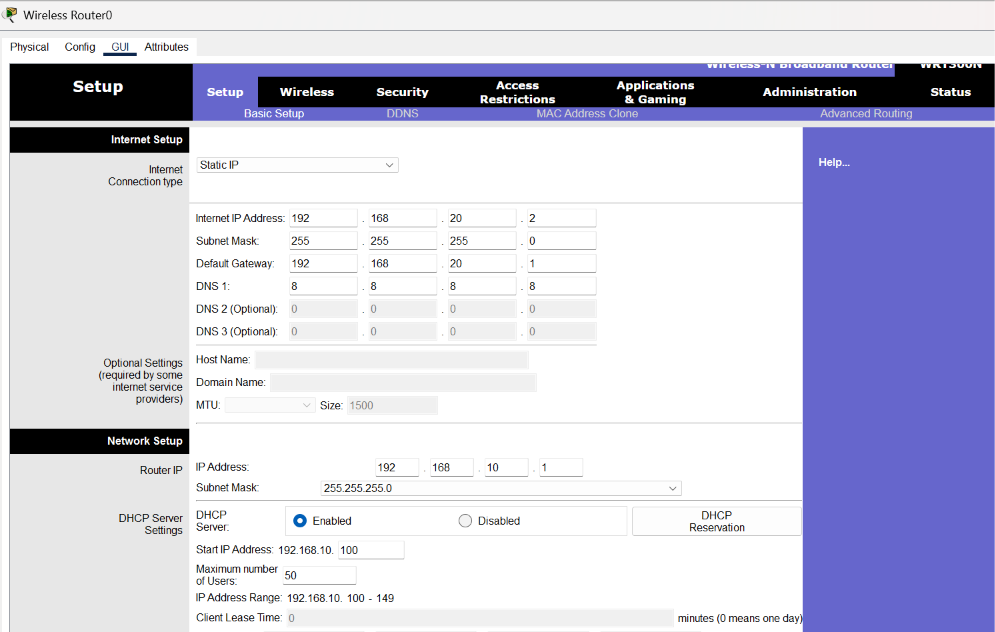 Wireless Router0
Physical Config GUI Attributes
Wireless-N Broadband Router WRT300N
Setup
Setup Wireless Security Access Restrictions Applications & Gaming Administration Status
Basic Setup DDNS MAC Address Clone Advanced Routing
Internet Setup
Help...
Internet
Connection type
Static IP
Internet IP Address: 192 . 168 . 20 . 2
Subnet Mask: 255 . 255 . 255 . 0
Default Gateway: 192 . 168 . 20 . 1
DNS 1: 8 . 8 . 8 . 8
DNS 2 (Optional): 0 . 0 . 0 . 0
DNS 3 (Optional): 0 . 0 . 0 . 0
Optional Settings
(required by some
internet service
providers)
Host Name:
Domain Name:
MTU: Size: 1500
Network Setup
Router IP
IP Address: 192 . 168 . 10 . 1
Subnet Mask: 255.255.255.0
DHCP Server
Settings
DHCP
Server:
Enabled Disabled
DHCP
Reservation
Start IP Address: 192.168.10. 100
Maximum number
of Users: 50
IP Address Range: 192.168.10. 100 - 149
Client Lease Time: 0 minutes (0 means one day)